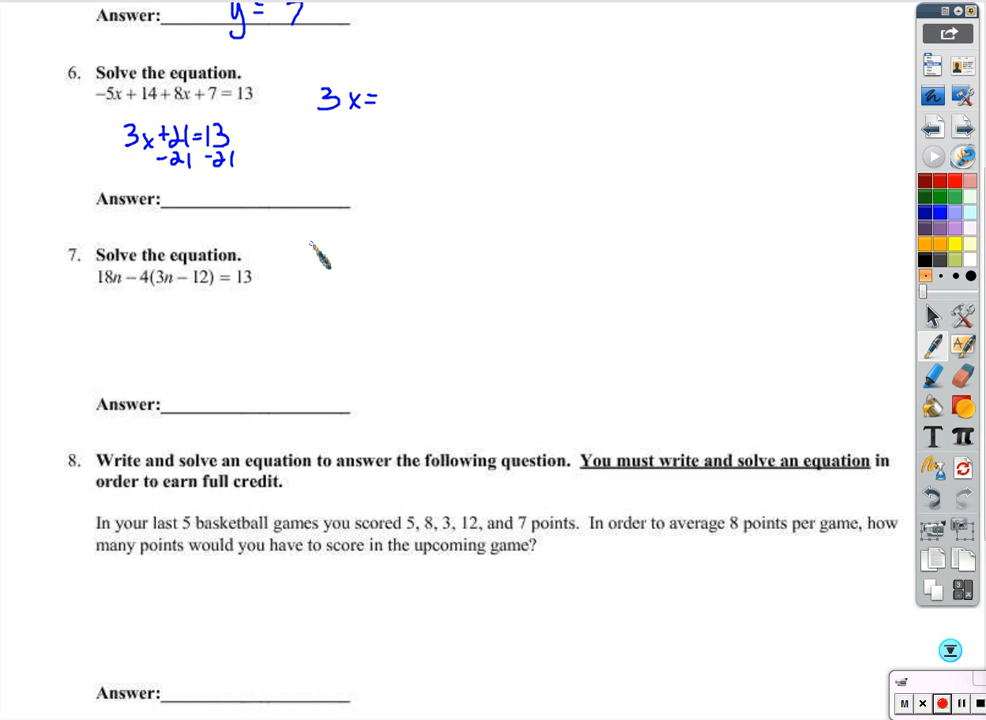 Answer:
y = 7
6. Solve the equation.
−5x + 14 + 8x + 7 = 13
3x =
3x+21=13
-21 -21
Answer:
7. Solve the equation.
18n − 4(3n − 12) = 13
Answer:
8. Write and solve an equation to answer the following question. You must write and solve an equation in
order to earn full credit.
In your last 5 basketball games you scored 5, 8, 3, 12, and 7 points. In order to average 8 points per game, how
many points would you have to score in the upcoming game?
Answer:
T π
M